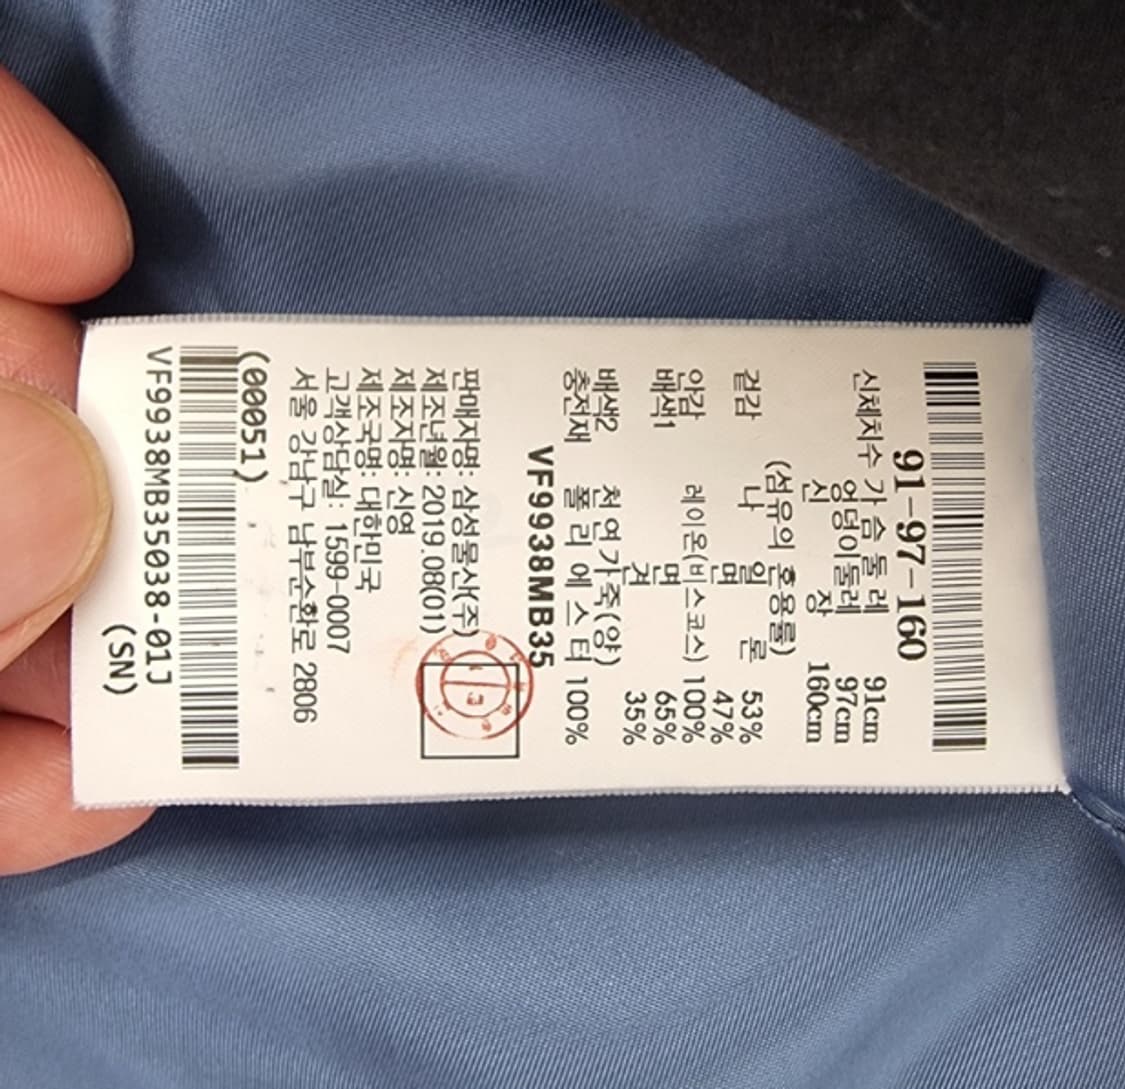 91-97-160
신체치수 가 슴 둘 레 91cm
엉덩이둘레 97cm
신 장 160cm
(섬유의 혼용률)
겉감 나 일 론 53%
면 47%
안감 레이온(비스코스) 100%
배색1 면 65%
견 35%
배색2 천연가죽(양)
충전재 폴 리 에 스 터 100%
VF9938MB35
판매자명: 삼성물산(주)
제조년월: 2019.08(01)
제조자명: 신영
제조국명: 대한민국
고객상담실: 1599-0007
서울 강남구 남부순환로 2806
(00051)
VF9938MB35038-01J
(SN)